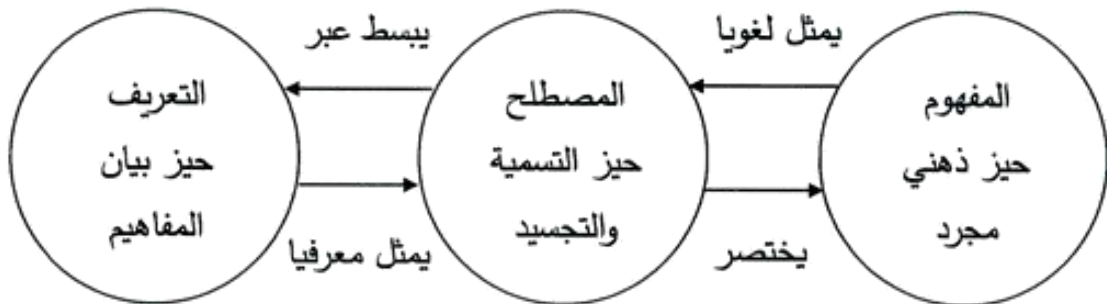 يمثل لغويا
يبسط عبر
المفهوم
حيز ذهني
مجرد
المصطلح
حيز التسمية
والتجسيد
التعريف
حيز بيان
المفاهيم
يختصر
يمثل معرفيا